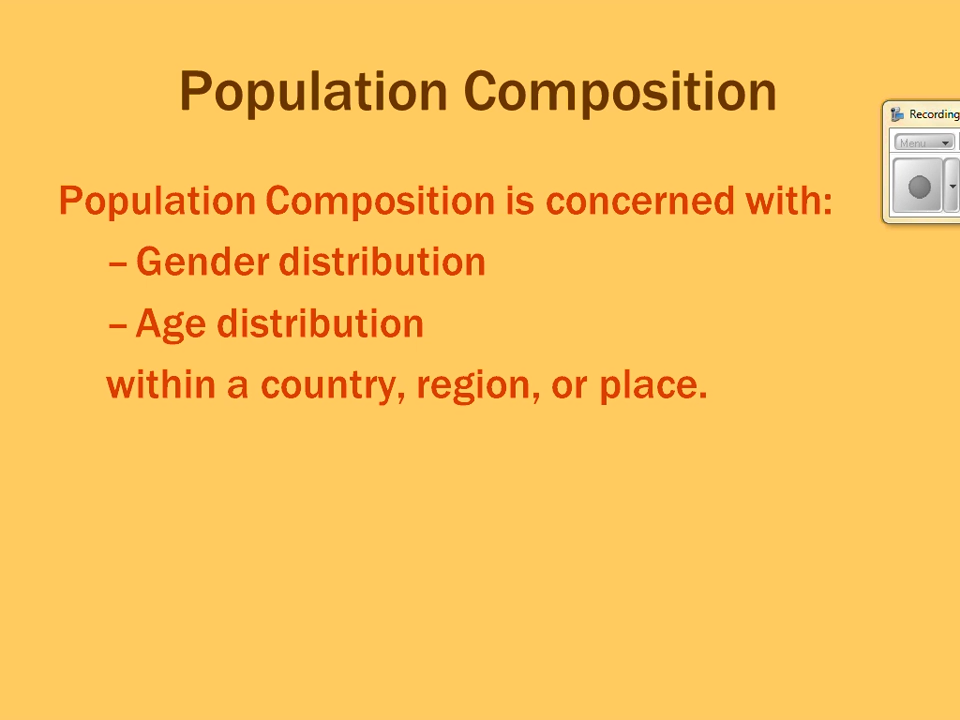 Population Composition
Population Composition is concerned with:
– Gender distribution
– Age distribution
within a country, region, or place.
Recording
Menu